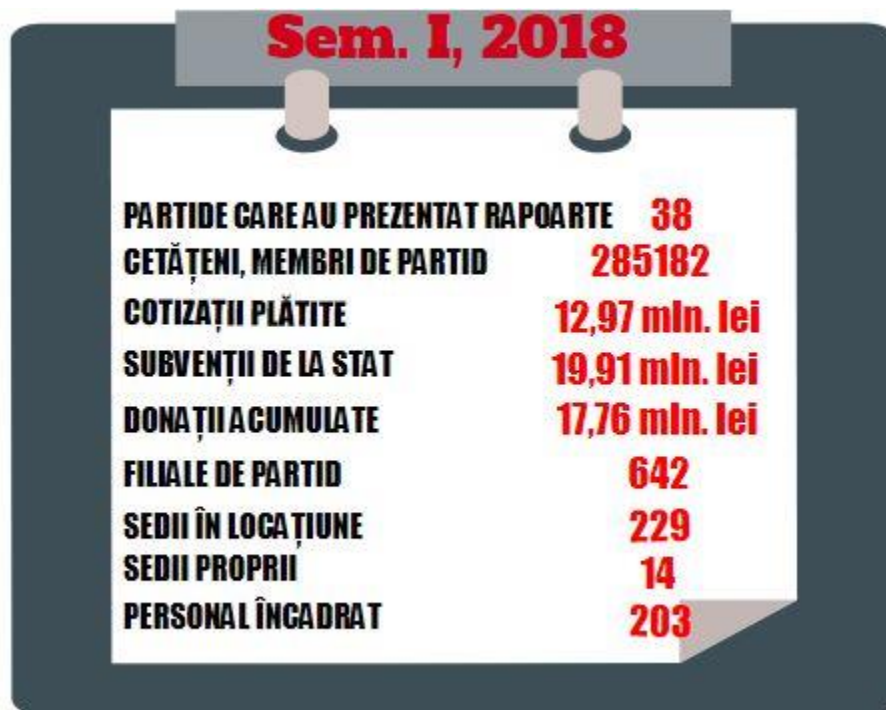 Sem. I, 2018
PARTIDE CARE AU PREZENTAT RAPOARTE 38
CETĂȚENI, MEMBRI DE PARTID 285182
COTIZAȚII PLĂTITE 12,97 mln. lei
SUBVENȚII DE LA STAT 19,91 mln. lei
DONAȚII ACUMULATE 17,76 mln. lei
FILIALE DE PARTID 642
SEDII ÎN LOCAȚIUNE 229
SEDII PROPRII 14
PERSONAL ÎNCADRAT 203